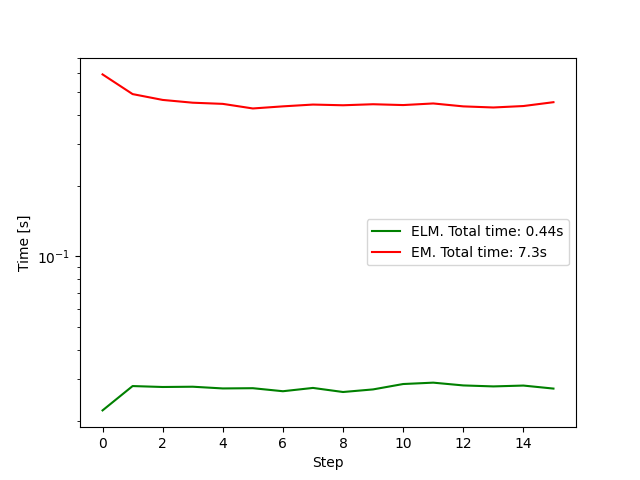 Time [s]
10⁻¹
ELM. Total time: 0.44s
EM. Total time: 7.3s
0 2 4 6 8 10 12 14
Step